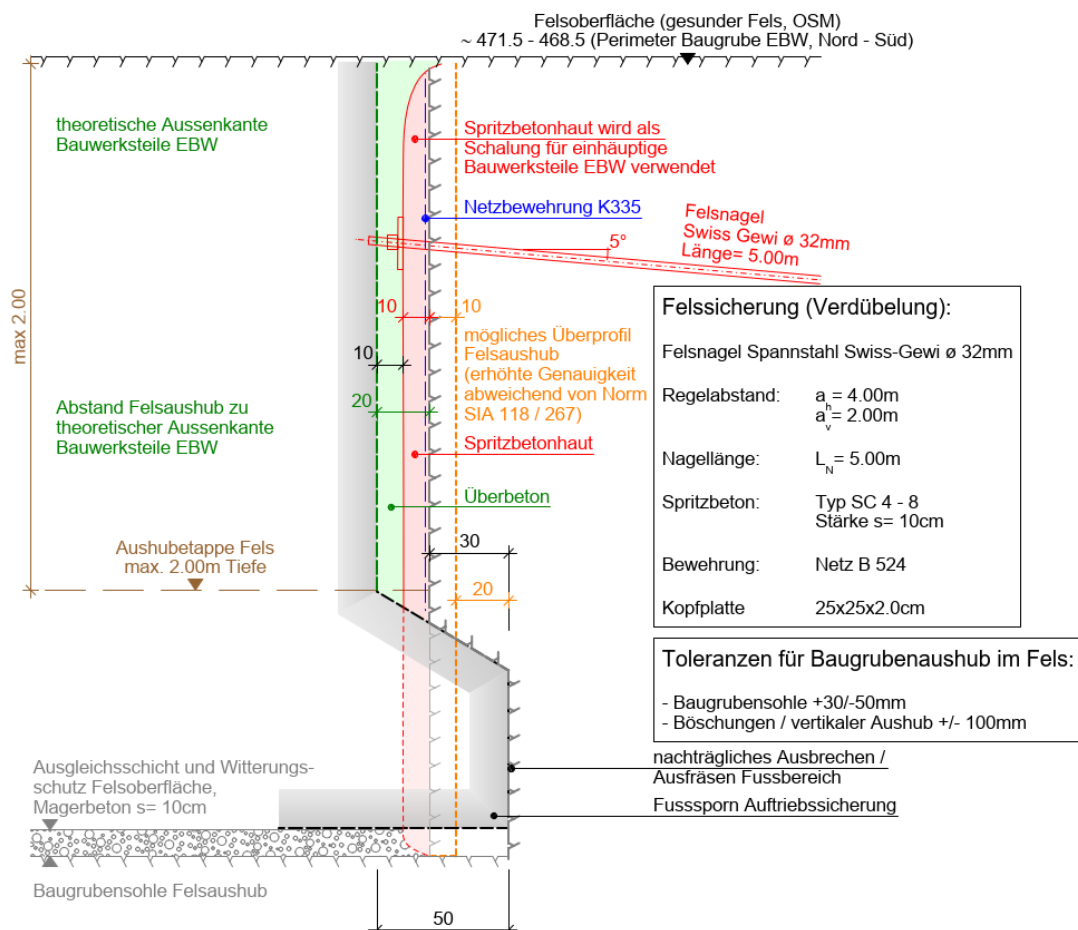 Felsoberfläche (gesunder Fels, OSM)
~ 471.5 - 468.5 (Perimeter Baugrube EBW, Nord - Süd)
theoretische Aussenkante
Bauwerksteile EBW
Spritzbetonhaut wird als
Schalung für einhäuptige
Bauwerksteile EBW verwendet
Netzbewehrung K335
Felsnagel
Swiss Gewi ø 32mm
Länge= 5.00m
5°
max 2.00
10
10
10
20
mögliches Überprofil
Felsaushub
(erhöhte Genauigkeit
abweichend von Norm
SIA 118 / 267)
Abstand Felsaushub zu
theoretischer Aussenkante
Bauwerksteile EBW
Spritzbetonhaut
Überbeton
Aushubetappe Fels
max. 2.00m Tiefe
30
20
Felssicherung (Verdübelung):
Felsnagel Spannstahl Swiss-Gewi ø 32mm
Regelabstand: a_h = 4.00m
a_v = 2.00m
Nagellänge: L_N = 5.00m
Spritzbeton: Typ SC 4 - 8
Stärke s= 10cm
Bewehrung: Netz B 524
Kopfplatte 25x25x2.0cm
Toleranzen für Baugrubenaushub im Fels:
- Baugrubensohle +30/-50mm
- Böschungen / vertikaler Aushub +/- 100mm
nachträgliches Ausbrechen /
Ausfräsen Fussbereich
Fusssporn Auftriebssicherung
Ausgleichsschicht und Witterungs-
schutz Felsoberfläche,
Magerbeton s= 10cm
Baugrubensohle Felsaushub
50